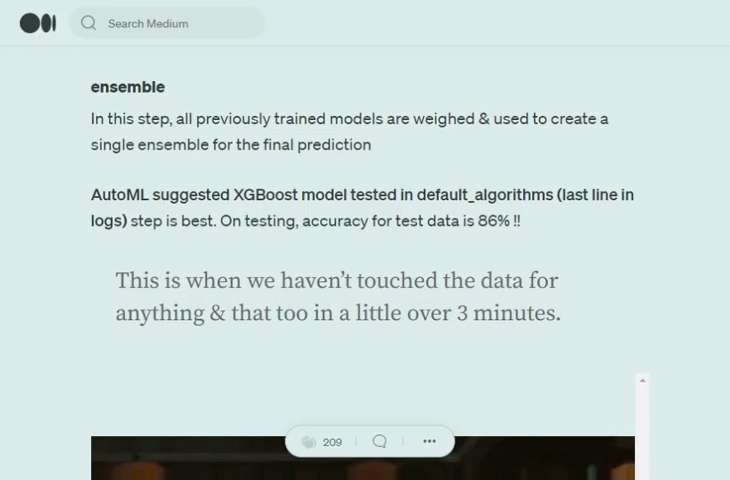 Search Medium
ensemble
In this step, all previously trained models are weighed & used to create a
single ensemble for the final prediction
AutoML suggested XGBoost model tested in default_algorithms (last line in
logs) step is best. On testing, accuracy for test data is 86% !!
This is when we haven’t touched the data for
anything & that too in a little over 3 minutes.
209